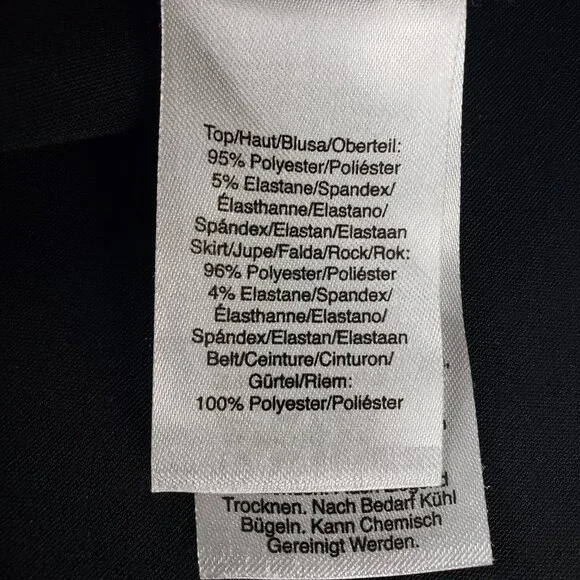 Top/Haut/Blusa/Oberteil:
95% Polyester/Poliéster
5% Elastane/Spandex/
Élasthanne/Elastano/
Spándex/Elastan/Elastaan
Skirt/Jupe/Falda/Rock/Rok:
96% Polyester/Poliéster
4% Elastane/Spandex/
Élasthanne/Elastano/
Spándex/Elastan/Elastaan
Belt/Ceinture/Cinturon/
Gürtel/Riem:
100% Polyester/Poliéster
Trocknen. Nach Bedarf Kühl
Bügeln. Kann Chemisch
Gereinigt Werden.